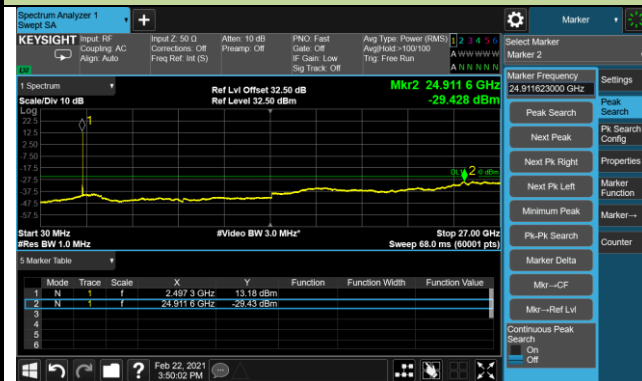 Spectrum Analyzer 1
Swept SA
+
Marker
KEYSIGHT
Input: RF
Coupling: AC
Align: Auto
Input Z: 50 Ω
Corrections: Off
Freq Ref: Int (S)
Atten: 10 dB
Preamp: Off
PNO: Fast
Gate: Off
IF Gain: Low
Sig Track: Off
Avg Type: Power (RMS)
Avg|Hold:>100/100
Trig: Free Run
1 2 3 4 5 6
A W W W W W
A N N N N N
Select Marker
Marker 2
Marker Frequency
24.911623000 GHz
Peak Search
Next Peak
Next Pk Right
Next Pk Left
Minimum Peak
Pk-Pk Search
Marker Delta
Mkr→CF
Mkr→Ref Lvl
Continuous Peak
Search
On
Off
Settings
Peak
Search
Pk Search
Config
Properties
Marker
Function
Marker→
Counter
1 Spectrum
Scale/Div 10 dB
Log
Ref Lvl Offset 32.50 dB
Ref Level 32.50 dBm
Mkr2 24.911 6 GHz
-29.428 dBm
22.5
12.5
2.50
-7.50
-17.5
-27.5
-37.5
-47.5
-57.5
1
2
Start 30 MHz
#Res BW 1.0 MHz
#Video BW 3.0 MHz*
Stop 27.00 GHz
Sweep 68.0 ms (60001 pts)
5 Marker Table
Mode Trace Scale X Y Function Function Width Function Value
1 N 1 f 2.497 3 GHz 13.18 dBm
2 N 1 f 24.911 6 GHz -29.43 dBm
3
4
5
6
?
Feb 22, 2021
3:50:02 PM